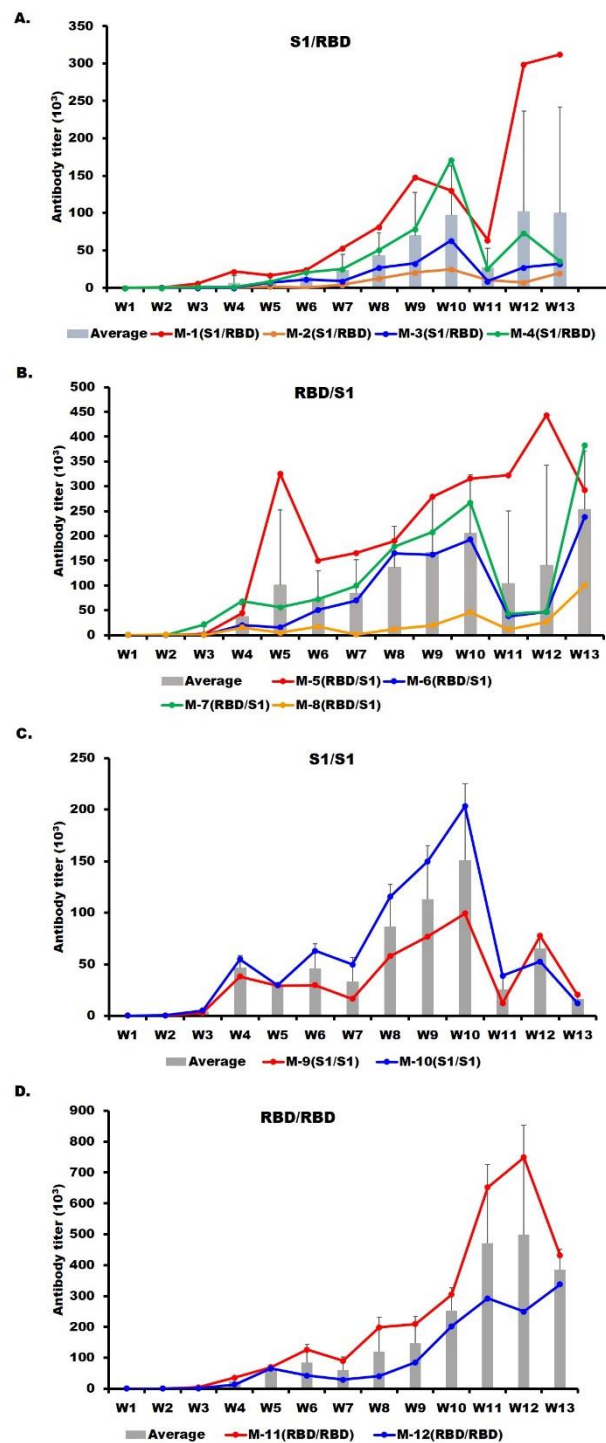 A.
S1/RBD
Antibody titer (10³)
350
300
250
200
150
100
50
0
W1 W2 W3 W4 W5 W6 W7 W8 W9 W10 W11 W12 W13
Average M-1(S1/RBD) M-2(S1/RBD) M-3(S1/RBD) M-4(S1/RBD)
B.
RBD/S1
Antibody titer (10³)
500
450
400
350
300
250
200
150
100
50
0
W1 W2 W3 W4 W5 W6 W7 W8 W9 W10 W11 W12 W13
Average M-5(RBD/S1) M-6(RBD/S1)
M-7(RBD/S1) M-8(RBD/S1)
C.
S1/S1
Antibody titer (10³)
250
200
150
100
50
0
W1 W2 W3 W4 W5 W6 W7 W8 W9 W10 W11 W12 W13
Average M-9(S1/S1) M-10(S1/S1)
D.
RBD/RBD
Antibody titer (10³)
900
800
700
600
500
400
300
200
100
0
W1 W2 W3 W4 W5 W6 W7 W8 W9 W10 W11 W12 W13
Average M-11(RBD/RBD) M-12(RBD/RBD)